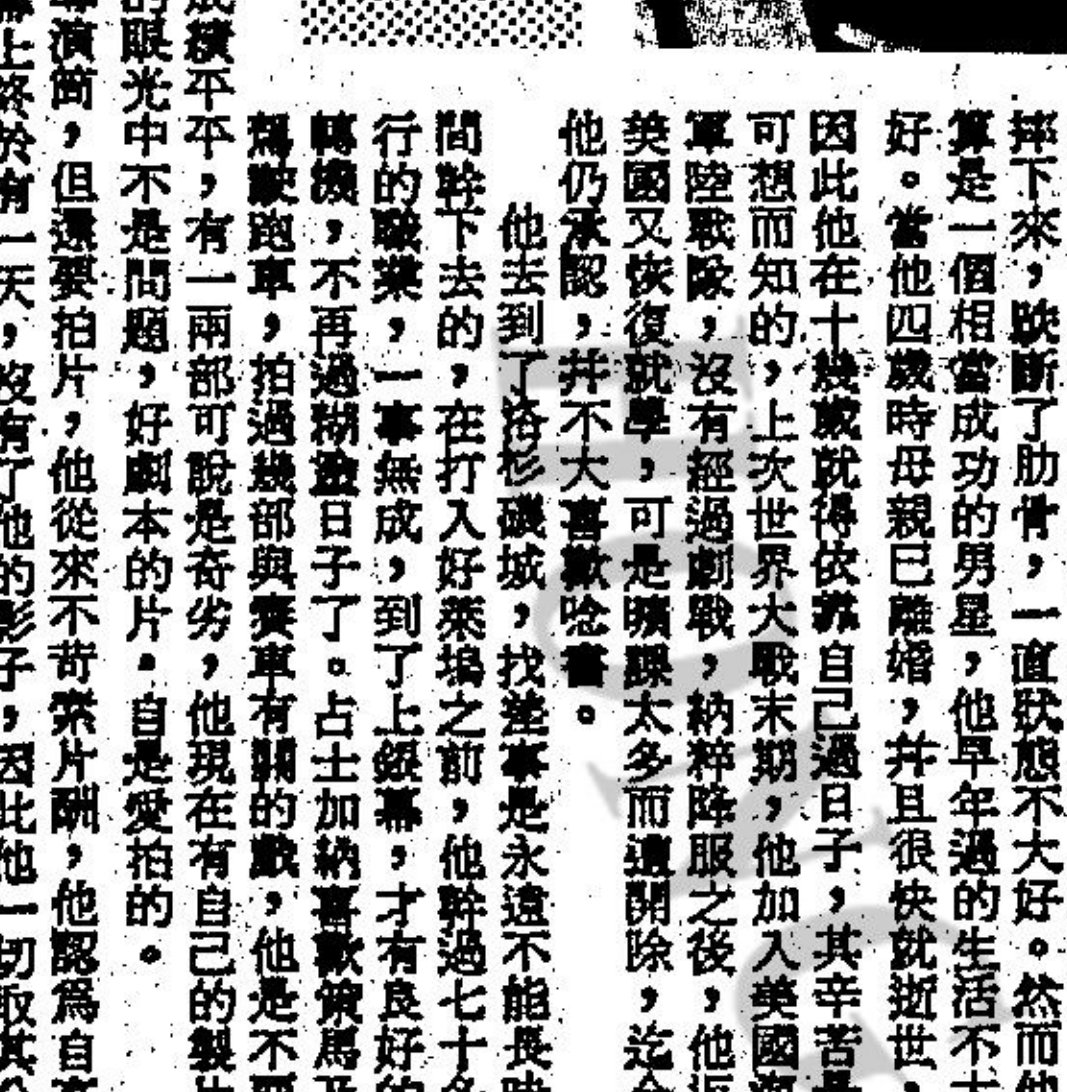 摔下來，跌斷了肋骨，一直狀態不大好。然而他
算是一個相當成功的男星，他早年過的生活不
好。當他四歲時母親已離婚，幷且很快就逝世
因此他在十幾歲就得依靠自己過日子，其辛苦是
可想而知的，上次世界大戰末期，他加入美國
軍陸戰隊，沒有經過劇戰，納粹降服之後，他返
美國又恢復就學，可是曠課太多而遭開除，迄今
他仍承認，幷不大喜歡唸書。
他去到了洛杉磯城，找差事是永遠不能長時
間幹下去的，在打入好萊塢之前，他幹過七十多
行的職業，一事無成，到了上銀幕，才有良好的
轉變，不再過糊塗日子了。占士加納喜歡策馬及
駕駛跑車，拍過幾部與賽車有關的戲，他是不要
成績平平，有一兩部可說是奇劣，他現在有自己的製片
的眼光中不是問題，好劇本的片。自是愛拍的。
演簡，但還要拍片，他從來不苛索片酬，他認爲自
上終於有一天，沒有了他的影子，因此他一切取其